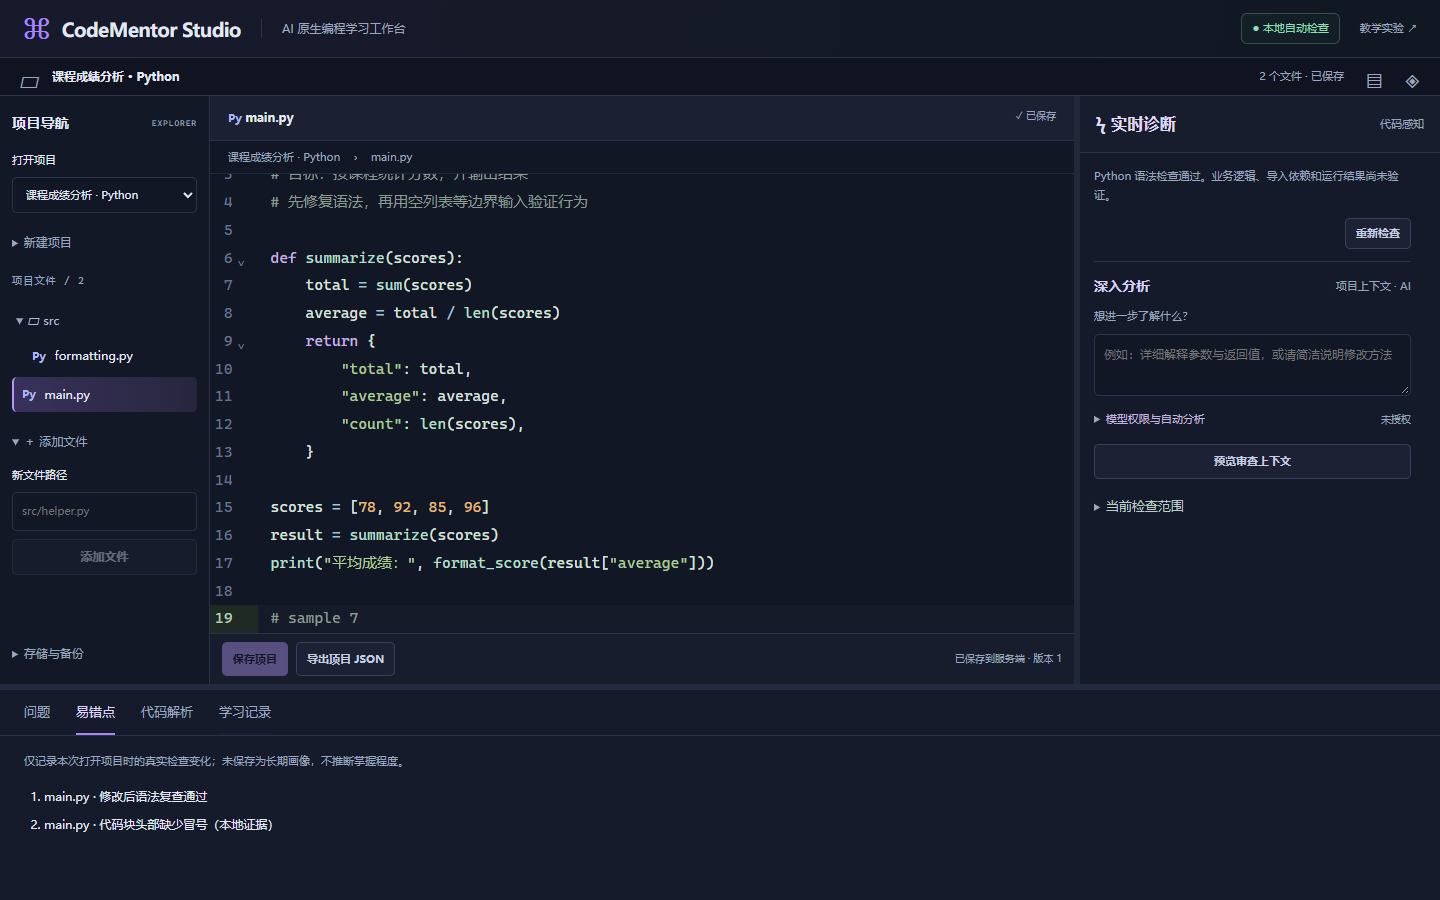 CodeMentor Studio
AI 原生编程学习工作台
本地自动检查
教学实验 ↗
课程成绩分析 • Python
2 个文件 · 已保存
项目导航
EXPLORER
打开项目
课程成绩分析 · Python
新建项目
项目文件 / 2
src
Py formatting.py
Py main.py
+ 添加文件
新文件路径
src/helper.py
添加文件
存储与备份
Py main.py
✓ 已保存
课程成绩分析 · Python › main.py
3 # 目标：按课程统计分数，并输出结果
4 # 先修复语法，再用空列表等边界输入验证行为
5
6 def summarize(scores):
7 total = sum(scores)
8 average = total / len(scores)
9 return {
10 "total": total,
11 "average": average,
12 "count": len(scores),
13 }
14
15 scores = [78, 92, 85, 96]
16 result = summarize(scores)
17 print("平均成绩：", format_score(result["average"]))
18
19 # sample 7
保存项目
导出项目 JSON
已保存到服务端 · 版本 1
实时诊断
代码感知
Python 语法检查通过。业务逻辑、导入依赖和运行结果尚未验
证。
重新检查
深入分析
项目上下文 · AI
想进一步了解什么？
例如：详细解释参数与返回值，或请简洁说明修改方法
模型权限与自动分析
未授权
预览审查上下文
当前检查范围
问题
易错点
代码解析
学习记录
仅记录本次打开项目时的真实检查变化；未保存为长期画像，不推断掌握程度。
1. main.py · 修改后语法复查通过
2. main.py · 代码块头部缺少冒号（本地证据）